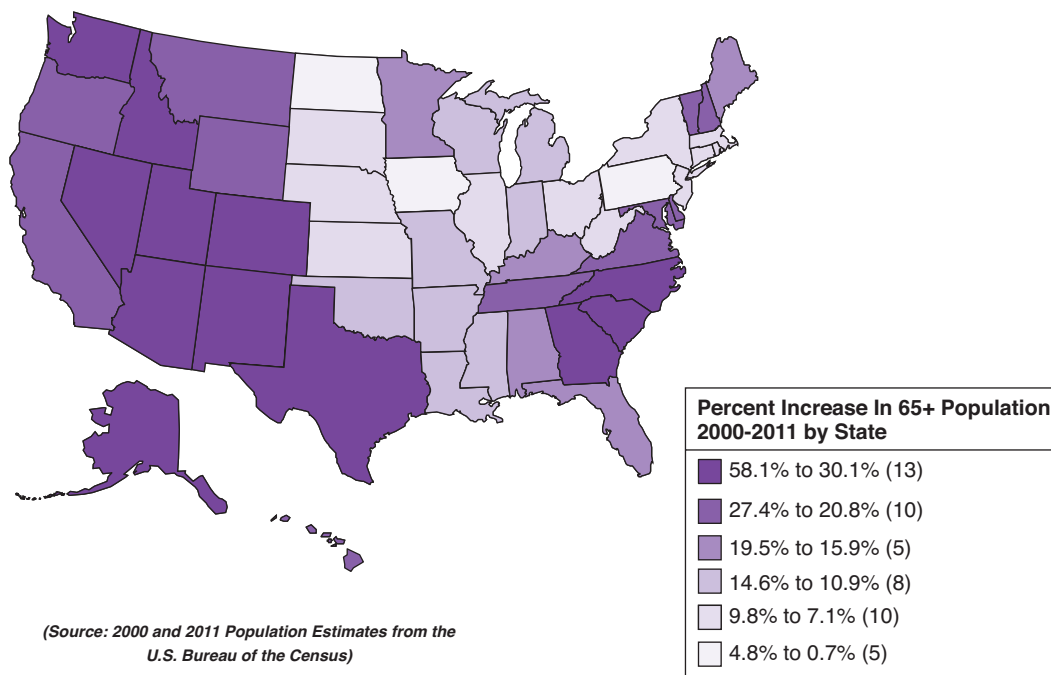 Percent Increase In 65+ Population
2000-2011 by State
58.1% to 30.1% (13)
27.4% to 20.8% (10)
19.5% to 15.9% (5)
14.6% to 10.9% (8)
9.8% to 7.1% (10)
4.8% to 0.7% (5)
(Source: 2000 and 2011 Population Estimates from the
U.S. Bureau of the Census)